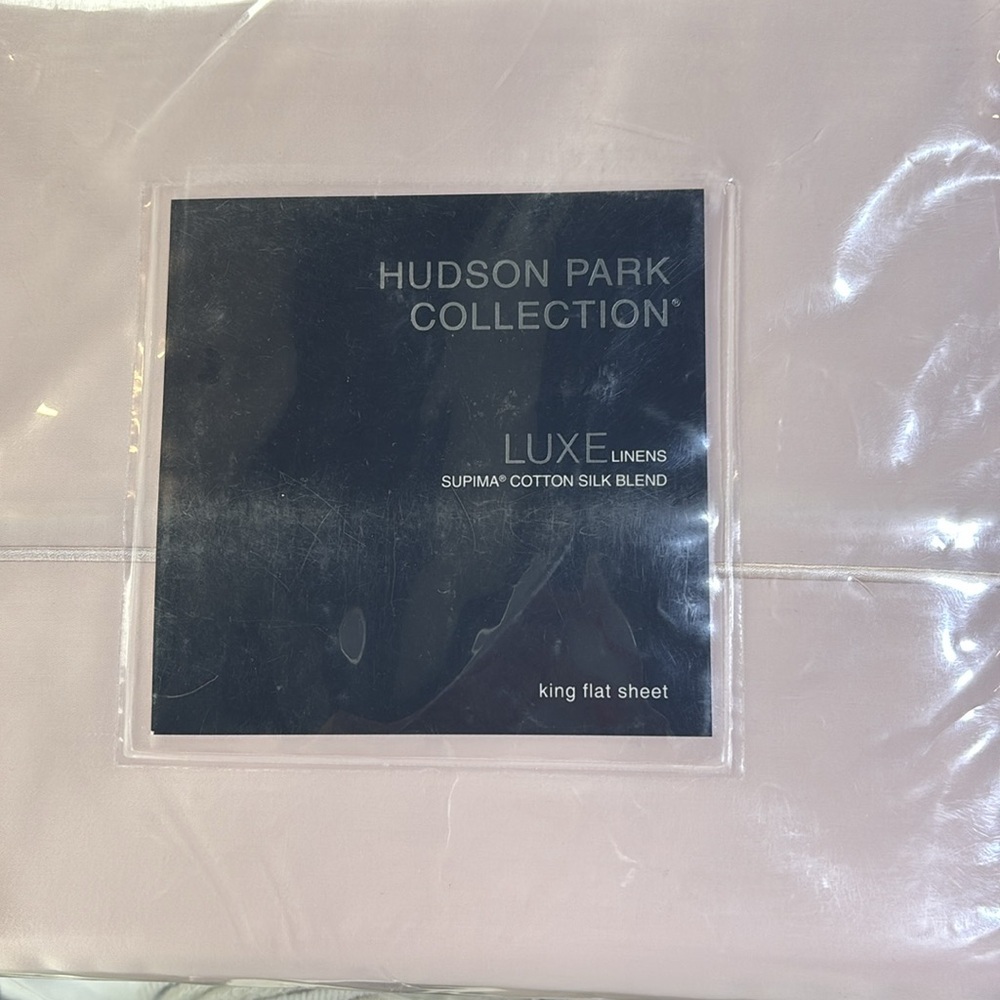 HUDSON PARK
COLLECTION®
LUXE LINENS
SUPIMA® COTTON SILK BLEND
king flat sheet